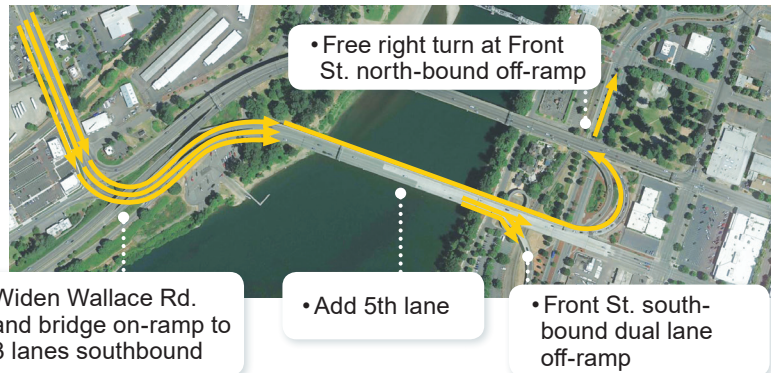 • Free right turn at Front
St. north-bound off-ramp
Widen Wallace Rd.
and bridge on-ramp to
3 lanes southbound
• Add 5th lane
• Front St. south-
bound dual lane
off-ramp